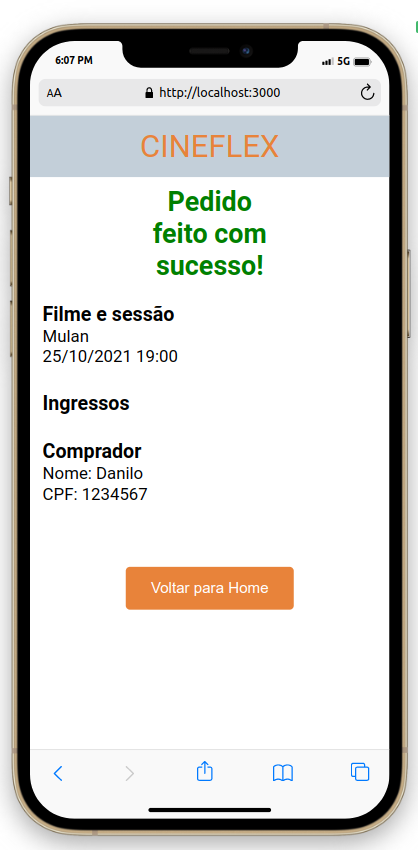 6:07 PM
5G
AA
http://localhost:3000
CINEFLEX
Pedido
feito com
sucesso!
Filme e sessão
Mulan
25/10/2021 19:00
Ingressos
Comprador
Nome: Danilo
CPF: 1234567
Voltar para Home